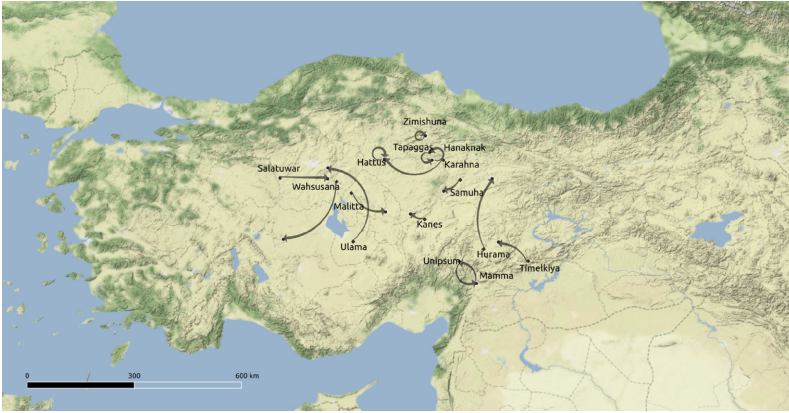 Zimishuna
Tapaggas
Hanaknak
Hattus
Karahna
Salatuwar
Wahsusana
Malitta
Samuha
Kanes
Ulama
Hurama
Unipsum
Timelkiya
Mamma
0 300 600 km